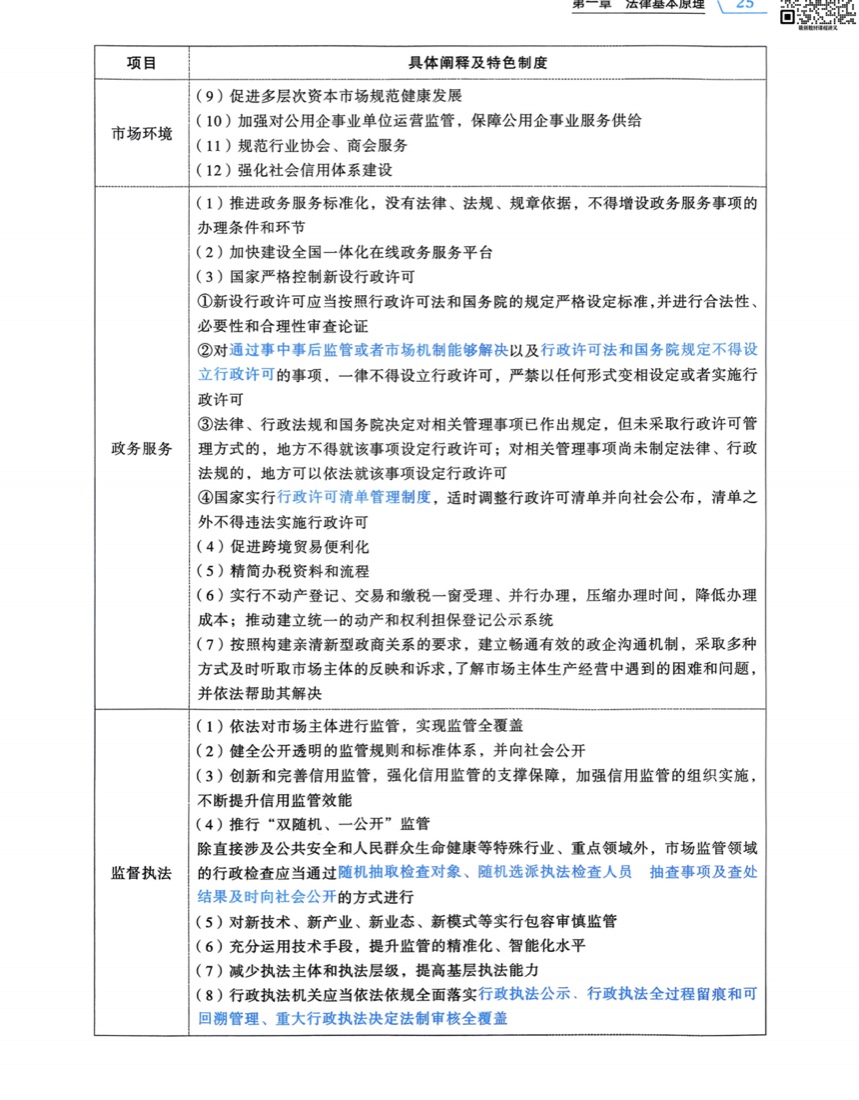 第一章 法律基本原理 25
项目 具体阐释及特色制度
市场环境
（9）促进多层次资本市场规范健康发展
（10）加强对公用企事业单位运营监管，保障公用企事业服务供给
（11）规范行业协会、商会服务
（12）强化社会信用体系建设
政务服务
（1）推进政务服务标准化，没有法律、法规、规章依据，不得增设政务服务事项的
办理条件和环节
（2）加快建设全国一体化在线政务服务平台
（3）国家严格控制新设行政许可
①新设行政许可应当按照行政许可法和国务院的规定严格设定标准，并进行合法性、
必要性和合理性审查论证
②对通过事中事后监管或者市场机制能够解决以及行政许可法和国务院规定不得设
立行政许可的事项，一律不得设立行政许可，严禁以任何形式变相设定或者实施行
政许可
③法律、行政法规和国务院决定对相关管理事项已作出规定，但未采取行政许可管
理方式的，地方不得就该事项设定行政许可；对相关管理事项尚未制定法律、行政
法规的，地方可以依法就该事项设定行政许可
④国家实行行政许可清单管理制度，适时调整行政许可清单并向社会公布，清单之
外不得违法实施行政许可
（4）促进跨境贸易便利化
（5）精简办税资料和流程
（6）实行不动产登记、交易和缴税一窗受理、并行办理，压缩办理时间，降低办理
成本；推动建立统一的动产和权利担保登记公示系统
（7）按照构建亲清新型政商关系的要求，建立畅通有效的政企沟通机制，采取多种
方式及时听取市场主体的反映和诉求，了解市场主体生产经营中遇到的困难和问题，
并依法帮助其解决
监督执法
（1）依法对市场主体进行监管，实现监管全覆盖
（2）健全公开透明的监管规则和标准体系，并向社会公开
（3）创新和完善信用监管，强化信用监管的支撑保障，加强信用监管的组织实施，
不断提升信用监管效能
（4）推行“双随机、一公开”监管
除直接涉及公共安全和人民群众生命健康等特殊行业、重点领域外，市场监管领域
的行政检查应当通过随机抽取检查对象、随机选派执法检查人员 抽查事项及查处
结果及时向社会公开的方式进行
（5）对新技术、新产业、新业态、新模式等实行包容审慎监管
（6）充分运用技术手段，提升监管的精准化、智能化水平
（7）减少执法主体和执法层级，提高基层执法能力
（8）行政执法机关应当依法依规全面落实行政执法公示、行政执法全过程留痕和可
回溯管理、重大行政执法决定法制审核全覆盖